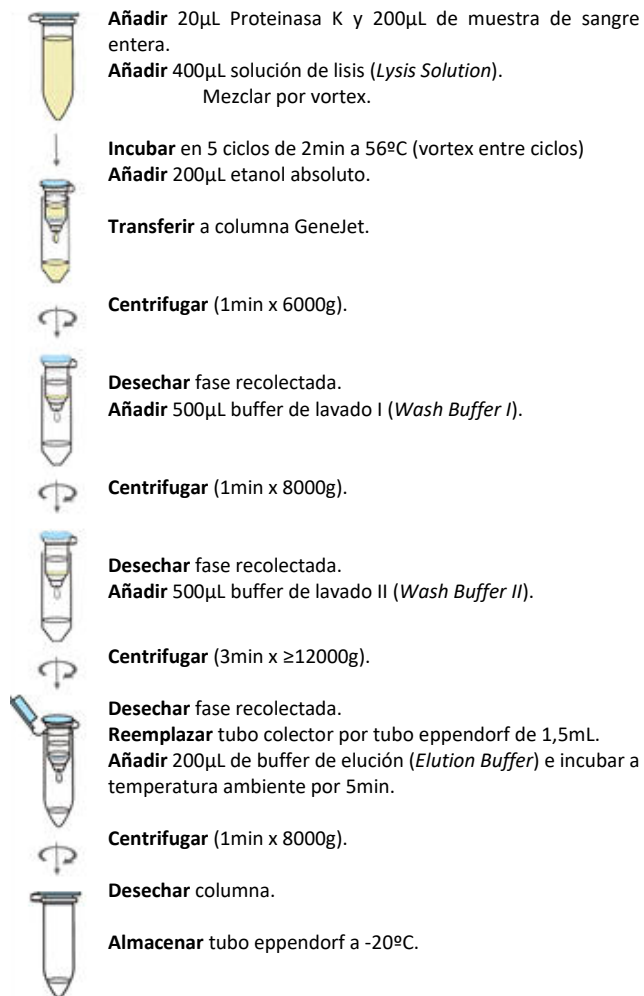 Añadir 20µL Proteinasa K y 200µL de muestra de sangre
entera.
Añadir 400µL solución de lisis (Lysis Solution).
Mezclar por vortex.
Incubar en 5 ciclos de 2min a 56ºC (vortex entre ciclos)
Añadir 200µL etanol absoluto.
Transferir a columna GeneJet.
Centrifugar (1min x 6000g).
Desechar fase recolectada.
Añadir 500µL buffer de lavado I (Wash Buffer I).
Centrifugar (1min x 8000g).
Desechar fase recolectada.
Añadir 500µL buffer de lavado II (Wash Buffer II).
Centrifugar (3min x ≥12000g).
Desechar fase recolectada.
Reemplazar tubo colector por tubo eppendorf de 1,5mL.
Añadir 200µL de buffer de elución (Elution Buffer) e incubar a
temperatura ambiente por 5min.
Centrifugar (1min x 8000g).
Desechar columna.
Almacenar tubo eppendorf a -20ºC.